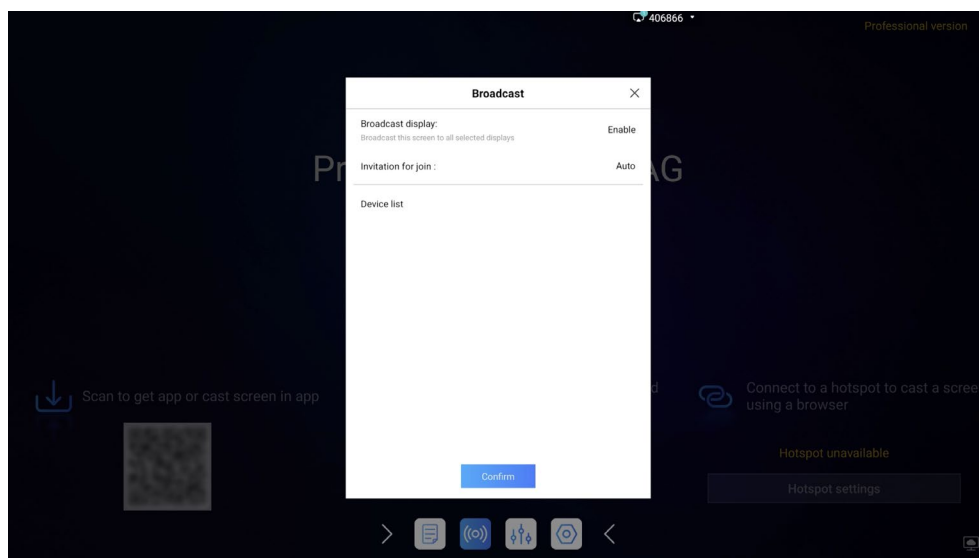 406866
Professional version
Broadcast
Broadcast display:
Enable
Broadcast this screen to all selected displays
Invitation for join :
Auto
Pr
AG
Device list
Scan to get app or cast screen in app
d
Connect to a hotspot to cast a scree
using a browser
Hotspot unavailable
Confirm
Hotspot settings